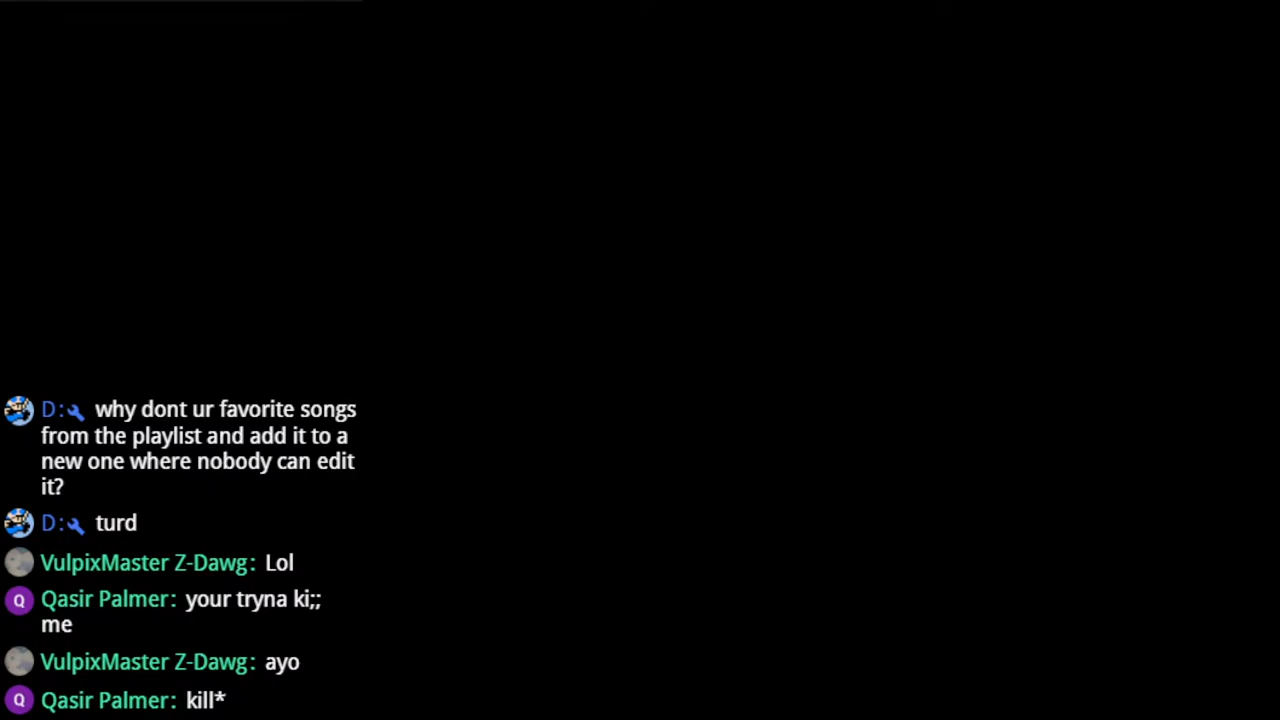 D: why dont ur favorite songs
from the playlist and add it to a
new one where nobody can edit
it?
D: turd
VulpixMaster Z-Dawg: Lol
Q Qasir Palmer: your tryna ki;;
me
VulpixMaster Z-Dawg: ayo
Q Qasir Palmer: kill*